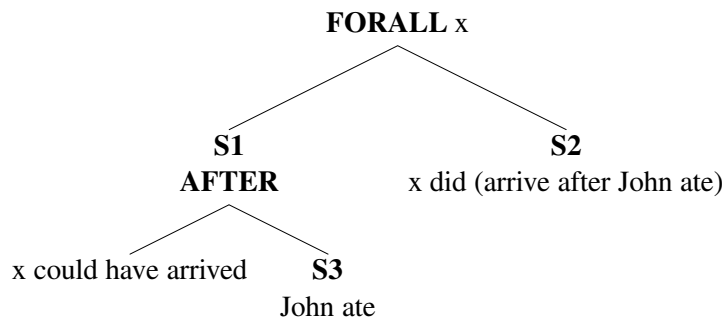 FORALL x
S1
AFTER
S2
x did (arrive after John ate)
x could have arrived
S3
John ate